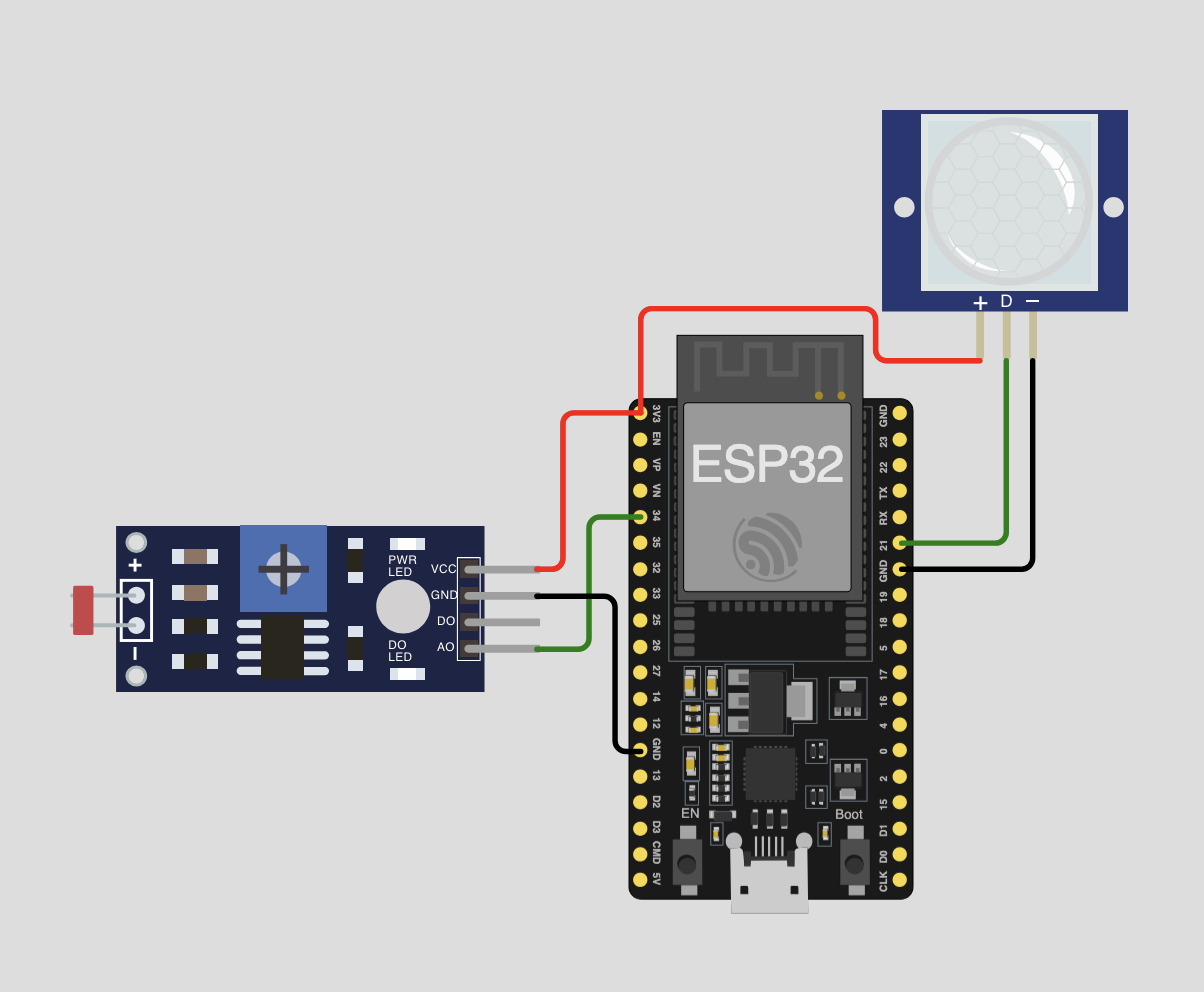 + D −
ESP32
3V3
EN
VP
VN
34
35
32
33
25
26
27
14
12
GND
13
D2
D3
CMD
5V
GND
23
22
TX
RX
21
GND
19
18
5
17
16
4
0
2
15
D1
D0
CLK
EN
Boot
+
−
PWR
LED
DO
LED
VCC
GND
DO
AO